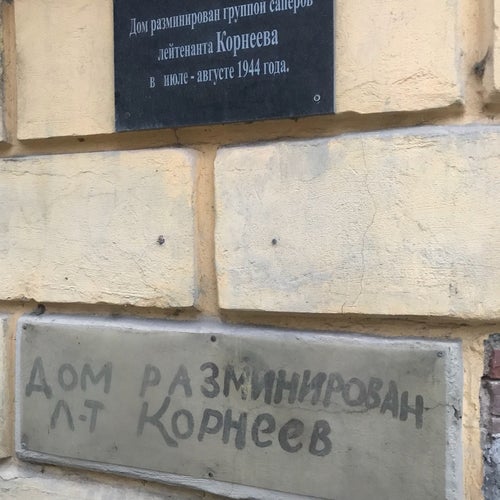 Дом разминирован группой саперов
лейтенанта Корнеева
в июле - августе 1944 года.
ДОМ РАЗМИНИРОВАН
Л-Т КОРНЕЕВ